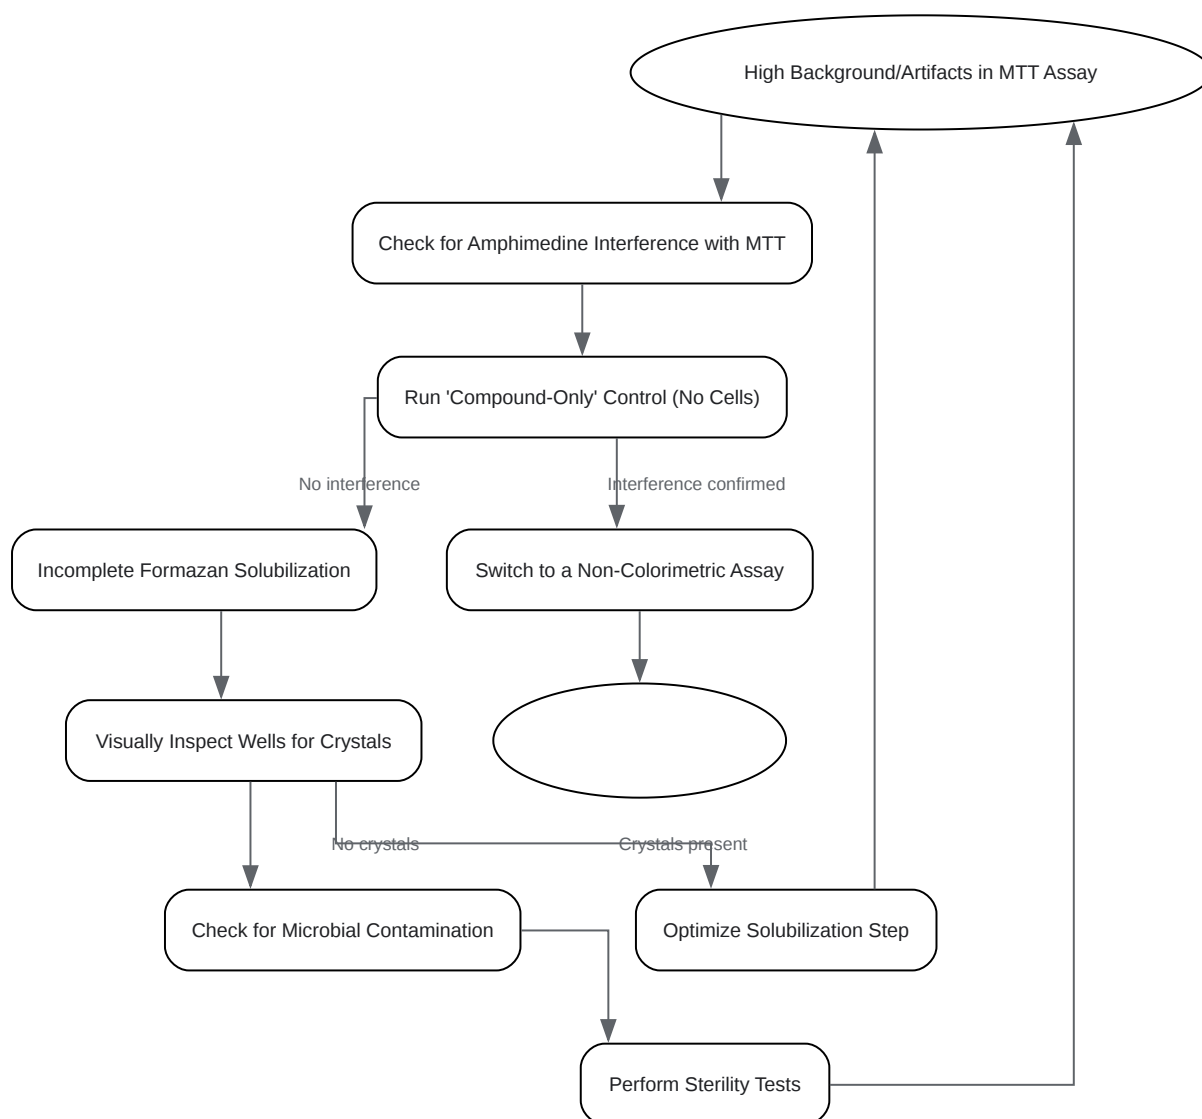 High Background/Artifacts in MTT Assay
Check for Amphimedine Interference with MTT
Run 'Compound-Only' Control (No Cells)
No interference
Interference confirmed
Incomplete Formazan Solubilization
Switch to a Non-Colorimetric Assay
Visually Inspect Wells for Crystals
No crystals
Crystals present
Check for Microbial Contamination
Optimize Solubilization Step
Perform Sterility Tests